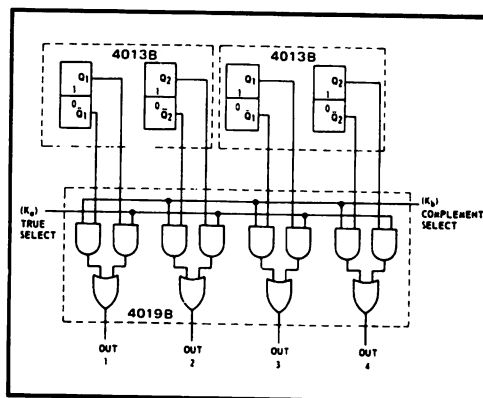 4013B 4013B
Q1 Q2 Q1 Q2
1 1 1 1
0 0 0 0
Q̄1 Q̄2 Q̄1 Q̄2
(Ka) (Kb)
TRUE COMPLEMENT
SELECT SELECT
4019B
OUT OUT OUT OUT
1 2 3 4